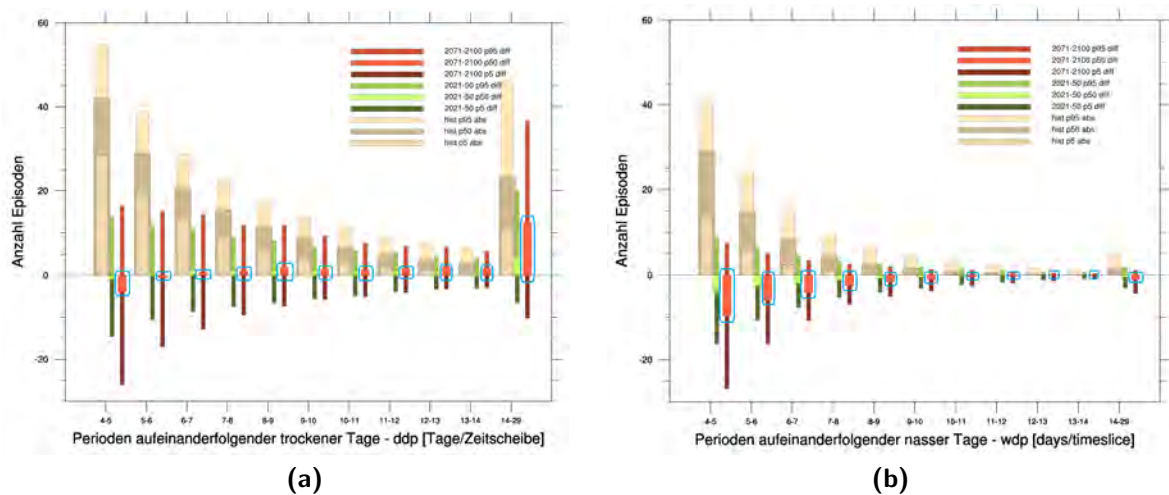 60
40
20
0
-20
Anzahl Episoden
2071-2100 p95 diff
2071-2100 p50 diff
2071-2100 p5 diff
2021-50 p95 diff
2021-50 p50 diff
2021-50 p5 diff
hist p95 abs
hist p50 abs
hist p5 abs
4-5 5-6 6-7 7-8 8-9 9-10 10-11 11-12 12-13 13-14 14-29
Perioden aufeinanderfolgender trockener Tage - ddp [Tage/Zeitscheibe]
(a)
60
40
20
0
-20
Anzahl Episoden
2071-2100 p95 diff
2071-2100 p50 diff
2071-2100 p5 diff
2021-50 p95 diff
2021-50 p50 diff
2021-50 p5 diff
hist p95 abs
hist p50 abs
hist p5 abs
4-5 5-6 6-7 7-8 8-9 9-10 10-11 11-12 12-13 13-14 14-29
Perioden aufeinanderfolgender nasser Tage - wdp [days/timeslice]
(b)